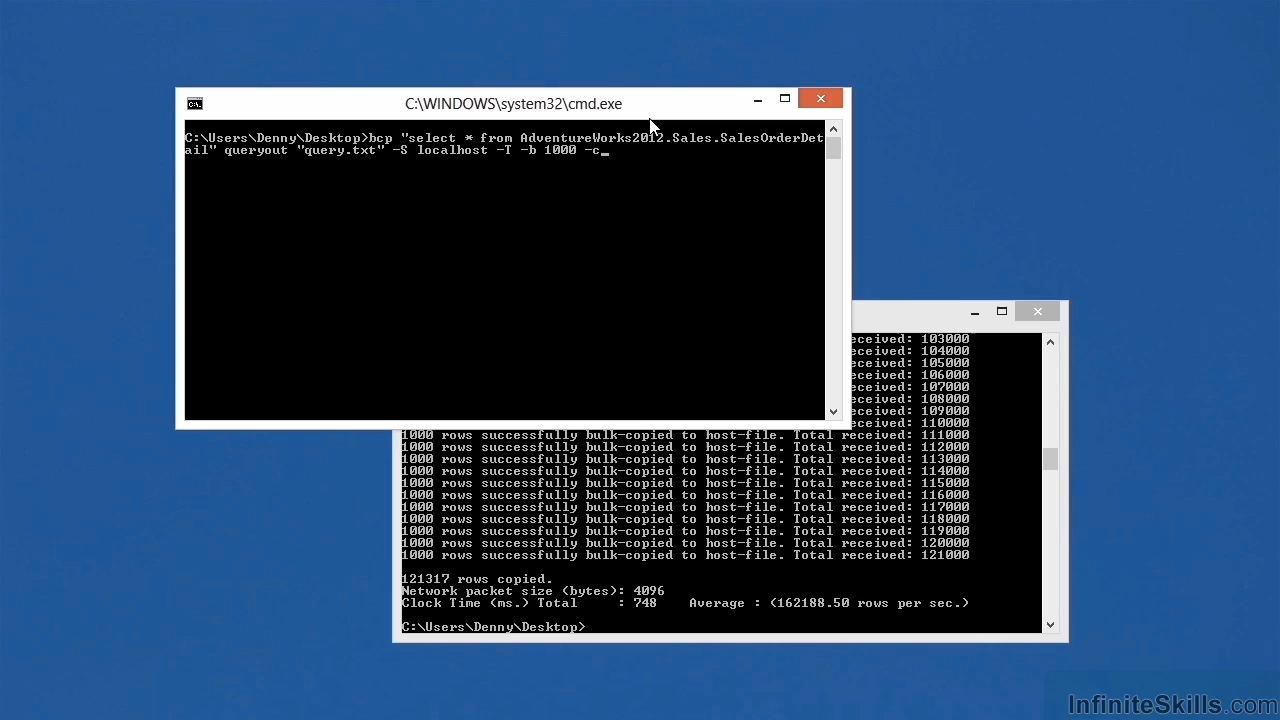 C:\WINDOWS\system32\cmd.exe
C:\Users\Denny\Desktop>bcp "select * from AdventureWorks2012.Sales.SalesOrderDet
ail" queryout "query.txt" -S localhost -T -b 1000 -c_
eceived: 103000
eceived: 104000
eceived: 105000
eceived: 106000
eceived: 107000
eceived: 108000
eceived: 109000
eceived: 110000
1000 rows successfully bulk-copied to host-file. Total received: 111000
1000 rows successfully bulk-copied to host-file. Total received: 112000
1000 rows successfully bulk-copied to host-file. Total received: 113000
1000 rows successfully bulk-copied to host-file. Total received: 114000
1000 rows successfully bulk-copied to host-file. Total received: 115000
1000 rows successfully bulk-copied to host-file. Total received: 116000
1000 rows successfully bulk-copied to host-file. Total received: 117000
1000 rows successfully bulk-copied to host-file. Total received: 118000
1000 rows successfully bulk-copied to host-file. Total received: 119000
1000 rows successfully bulk-copied to host-file. Total received: 120000
1000 rows successfully bulk-copied to host-file. Total received: 121000
121317 rows copied.
Network packet size (bytes): 4096
Clock Time (ms.) Total     : 748    Average : (162188.50 rows per sec.)
C:\Users\Denny\Desktop>
InfiniteSkills.com